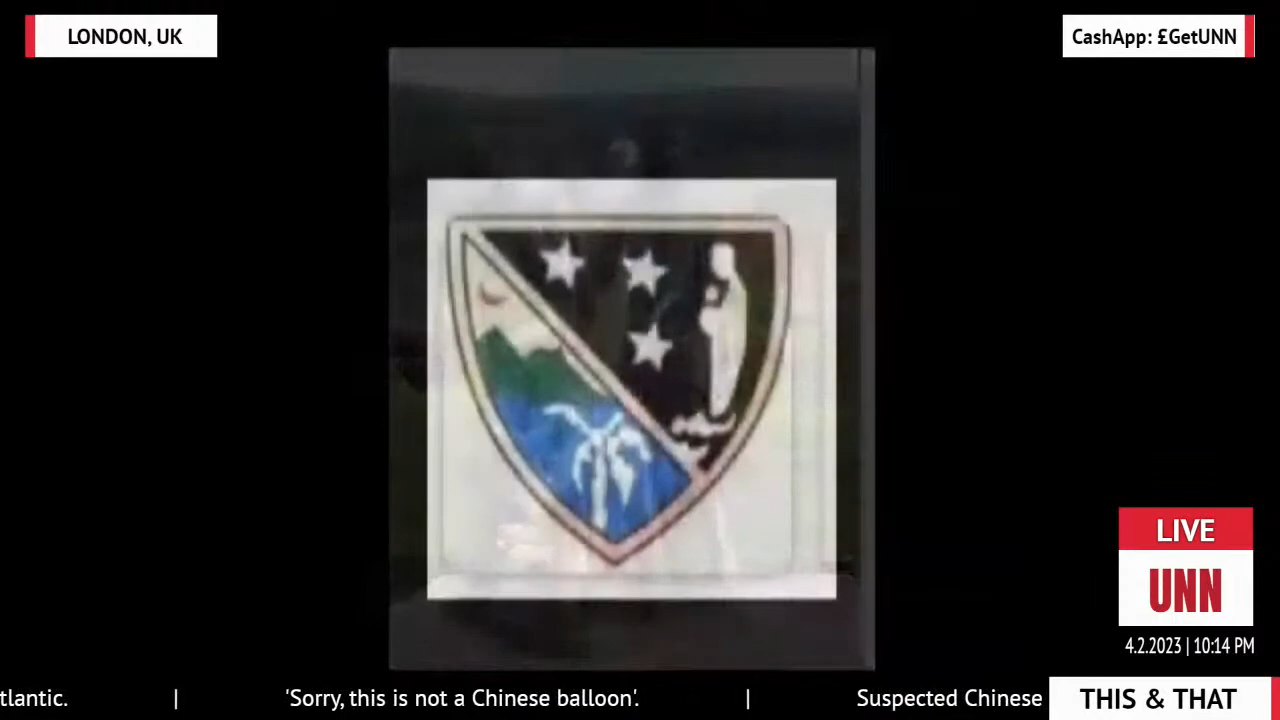 LONDON, UK
CashApp: £GetUNN
LIVE
UNN
4.2.2023 | 10:14 PM
tlantic. | 'Sorry, this is not a Chinese balloon'. | Suspected Chinese
THIS & THAT